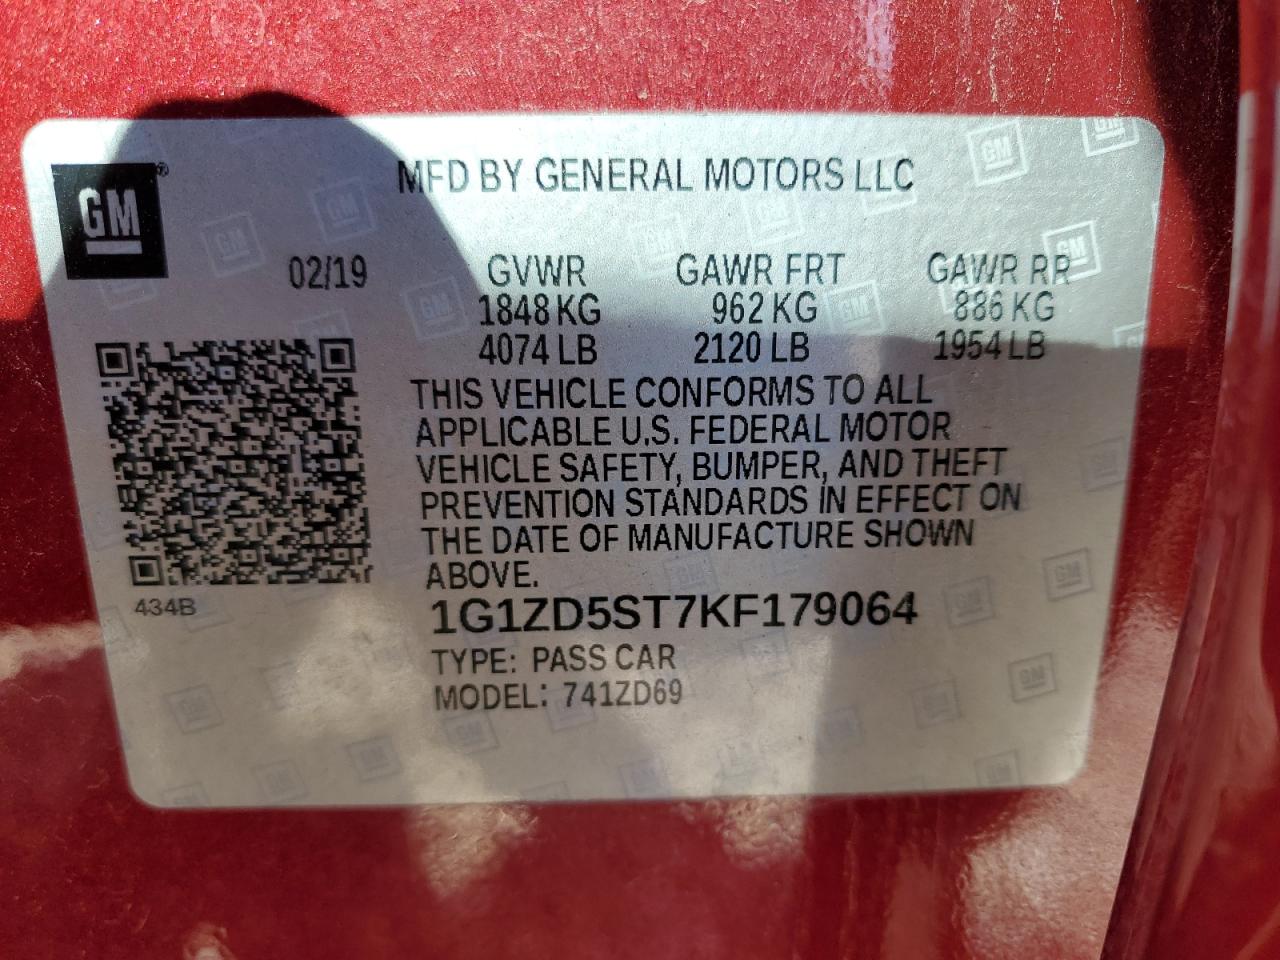 GM®
MFD BY GENERAL MOTORS LLC
02/19 GVWR GAWR FRT GAWR RR
1848 KG 962 KG 886 KG
4074 LB 2120 LB 1954 LB
THIS VEHICLE CONFORMS TO ALL
APPLICABLE U.S. FEDERAL MOTOR
VEHICLE SAFETY, BUMPER, AND THEFT
PREVENTION STANDARDS IN EFFECT ON
THE DATE OF MANUFACTURE SHOWN
ABOVE.
434B
1G1ZD5ST7KF179064
TYPE: PASS CAR
MODEL: 741ZD69